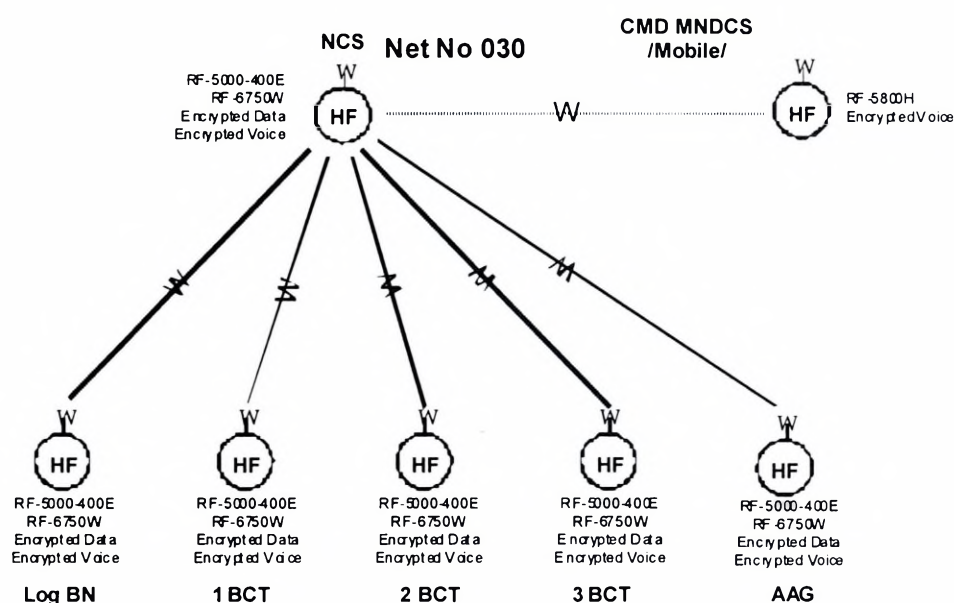 NCS
Net No 030
CMD MNDCS
/Mobile/
W
W
RF-5000-400E
RF-6750W
Encrypted Data
Encrypted Voice
HF
W
HF
RF-5800H
Encrypted Voice
W
W
W
W
W
W
W
W
W
W
HF
HF
HF
HF
HF
RF-5000-400E
RF-6750W
Encrypted Data
Encrypted Voice
Log BN
RF-5000-400E
RF-6750W
Encrypted Data
Encrypted Voice
1 BCT
RF-5000-400E
RF-6750W
Encrypted Data
Encrypted Voice
2 BCT
RF-5000-400E
RF-6750W
Encrypted Data
Encrypted Voice
3 BCT
RF-5000-400E
RF-6750W
Encrypted Data
Encrypted Voice
AAG